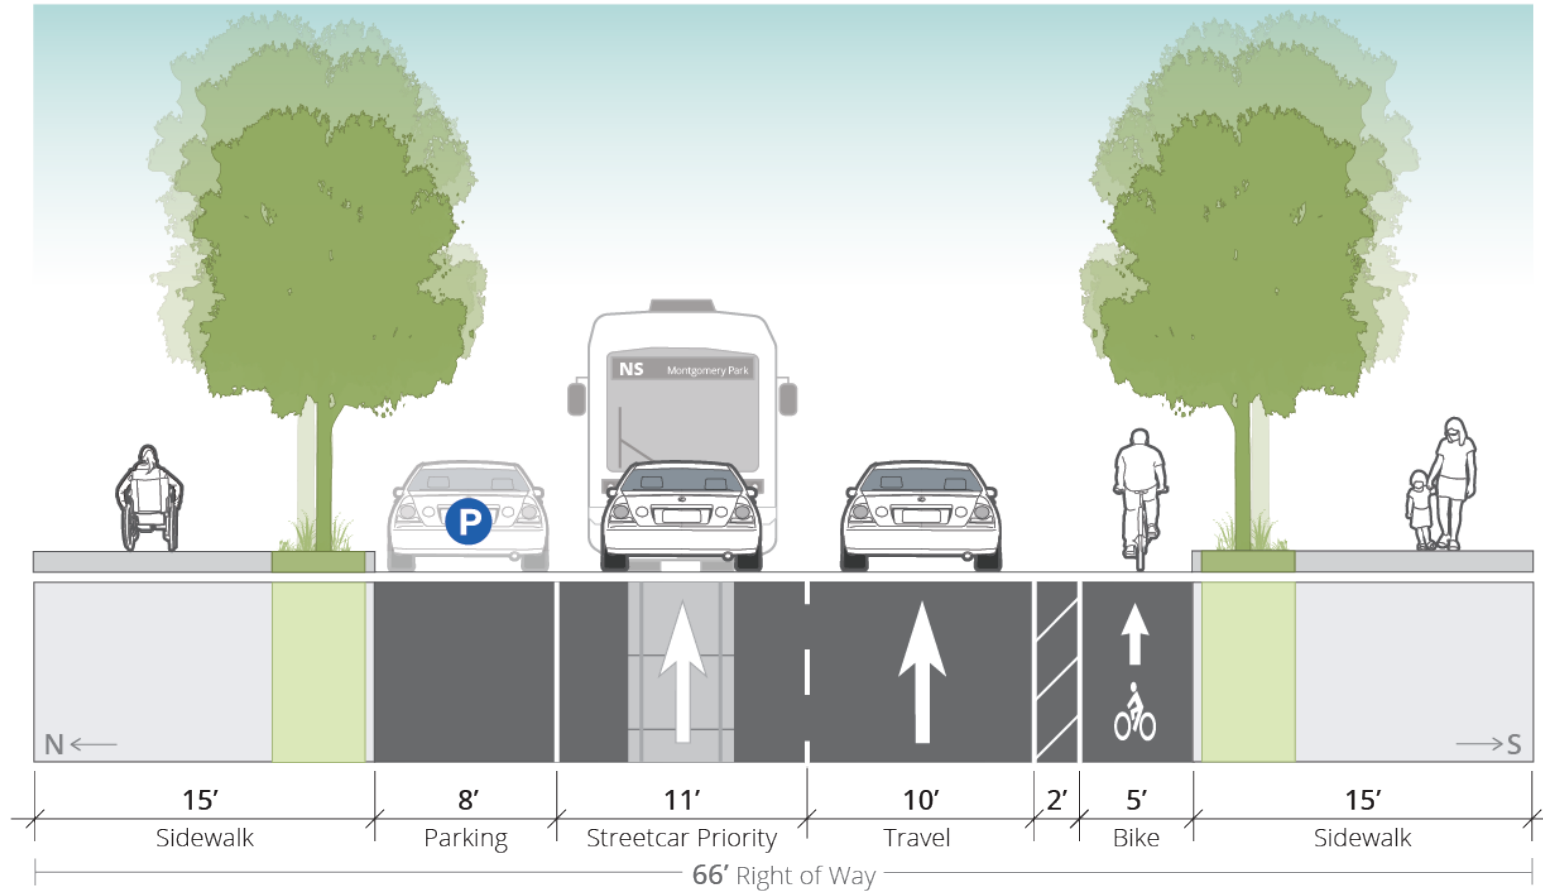 NS Montgomery Park
P
N
S
15’ 8’ 11’ 10’ 2’ 5’ 15’
Sidewalk Parking Streetcar Priority Travel Bike Sidewalk
66’ Right of Way